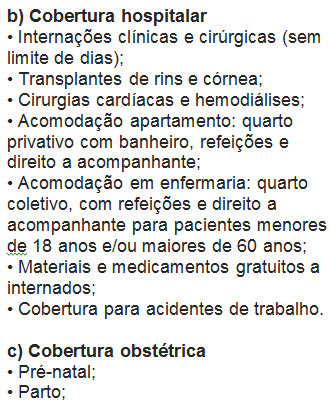 b) Cobertura hospitalar
• Internações clínicas e cirúrgicas (sem
limite de dias);
• Transplantes de rins e córnea;
• Cirurgias cardíacas e hemodiálises;
• Acomodação apartamento: quarto
privativo com banheiro, refeições e
direito a acompanhante;
• Acomodação em enfermaria: quarto
coletivo, com refeições e direito a
acompanhante para pacientes menores
de 18 anos e/ou maiores de 60 anos;
• Materiais e medicamentos gratuitos a
internados;
• Cobertura para acidentes de trabalho.
c) Cobertura obstétrica
• Pré-natal;
• Parto;